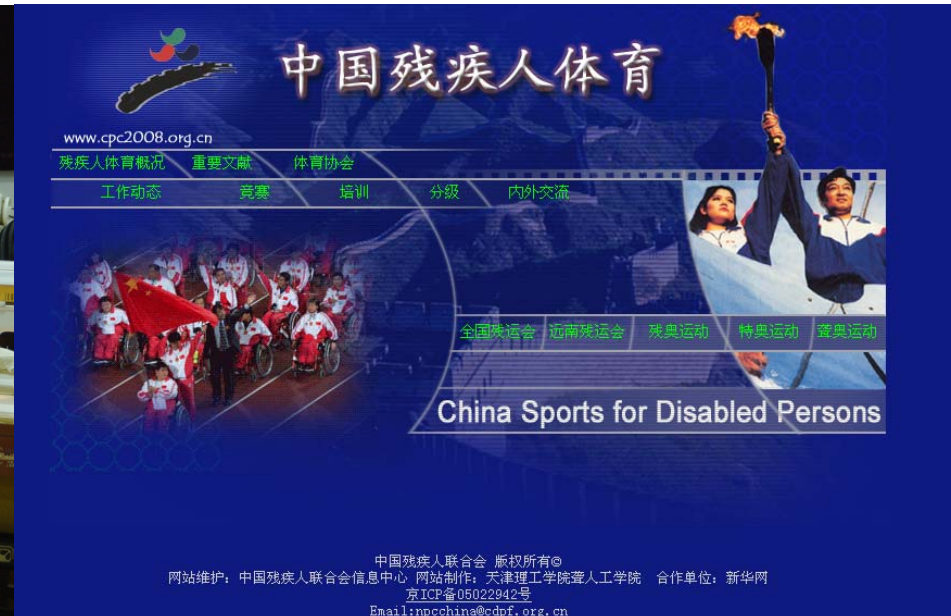 中国残疾人体育
www.cpc2008.org.cn
残疾人体育概况 重要文献 体育协会
工作动态 竞赛 培训 分级 内外交流
全国残运会 远南残运会 残奥运动 特奥运动 聋奥运动
China Sports for Disabled Persons
中国残疾人联合会 版权所有©
网站维护：中国残疾人联合会信息中心 网站制作：天津理工学院聋人工学院 合作单位：新华网
京ICP备05022942号
Email:npcchina@cdpf.org.cn